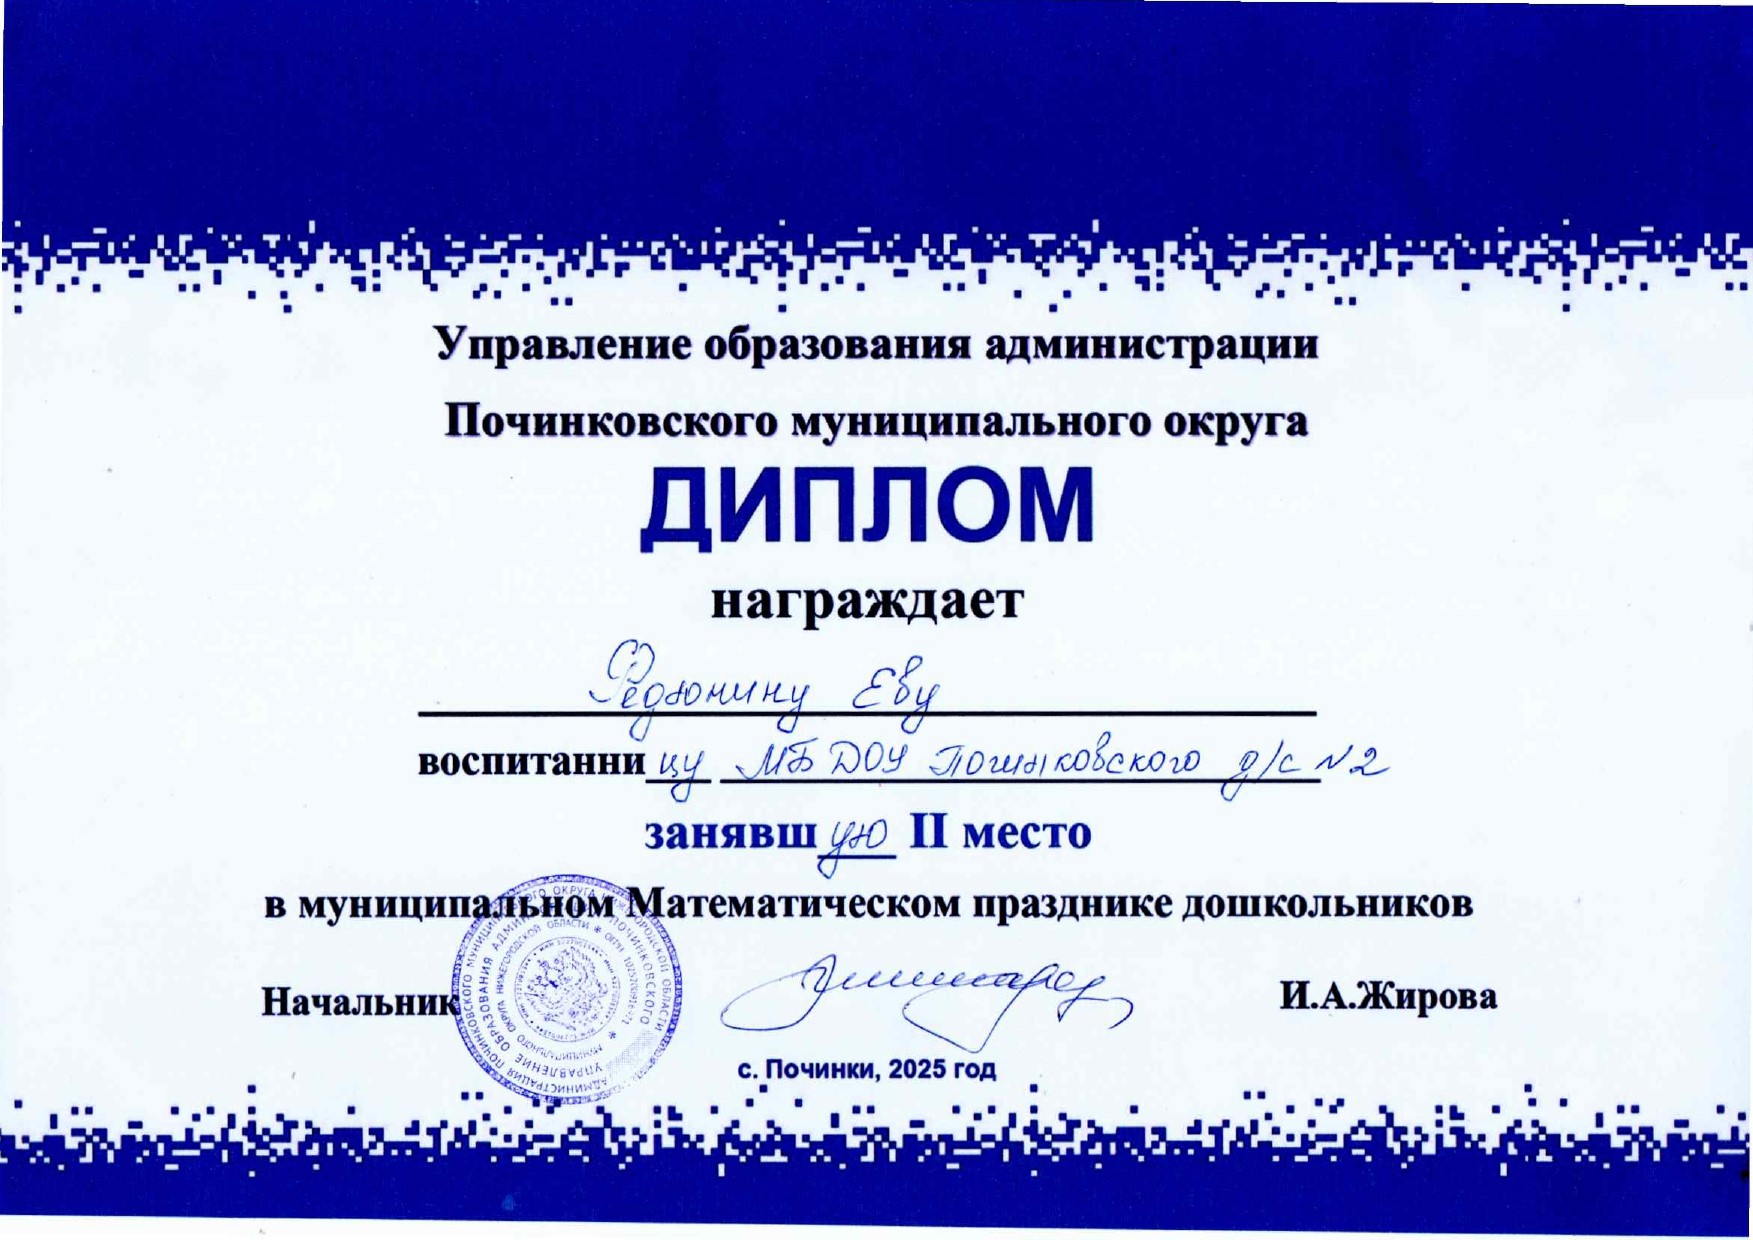 Управление образования администрации
Починковского муниципального округа
ДИПЛОМ
награждает
Федюнину Еву
воспитанницу МБДОУ Починковского д/с №2
занявшую II место
в муниципальном Математическом празднике дошкольников
Начальник И.А.Жирова
с. Починки, 2025 год